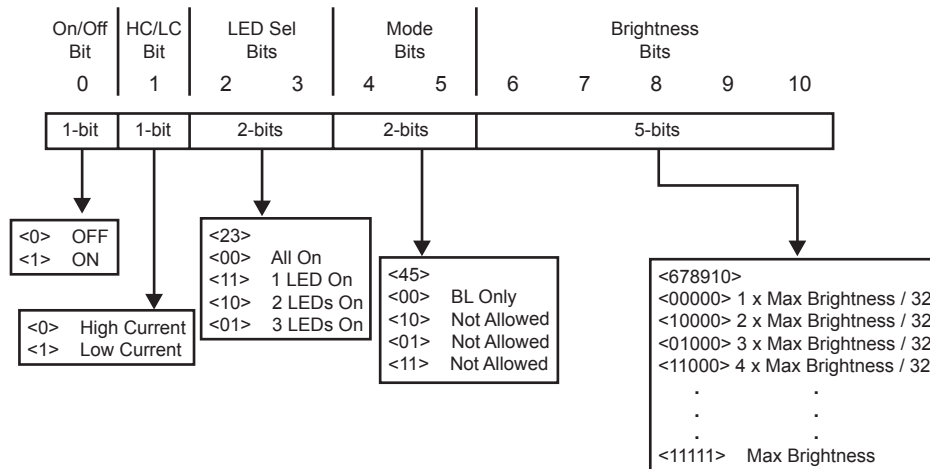 On/Off Bit HC/LC Bit LED Sel Bits Mode Bits Brightness Bits
0 1 2 3 4 5 6 7 8 9 10
1-bit 1-bit 2-bits 2-bits 5-bits
<0> OFF
<1> ON
<0> High Current
<1> Low Current
<23>
<00> All On
<11> 1 LED On
<10> 2 LEDs On
<01> 3 LEDs On
<45>
<00> BL Only
<10> Not Allowed
<01> Not Allowed
<11> Not Allowed
<678910>
<00000> 1 x Max Brightness / 32
<10000> 2 x Max Brightness / 32
<01000> 3 x Max Brightness / 32
<11000> 4 x Max Brightness / 32
. .
. .
. .
<11111> Max Brightness